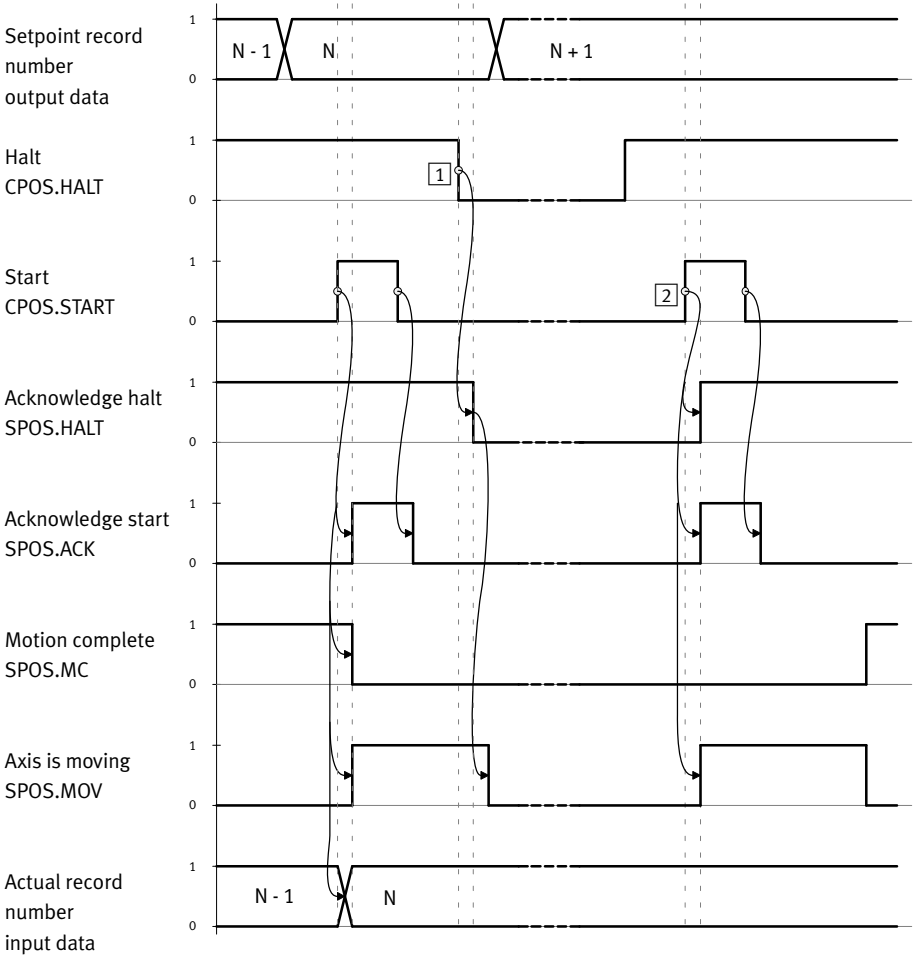 Setpoint record
number
output data
1
0
N - 1
N
N + 1
Halt
CPOS.HALT
1
0
1
Start
CPOS.START
1
0
2
Acknowledge halt
SPOS.HALT
1
0
Acknowledge start
SPOS.ACK
1
0
Motion complete
SPOS.MC
1
0
Axis is moving
SPOS.MOV
1
0
Actual record
number
input data
1
0
N - 1
N